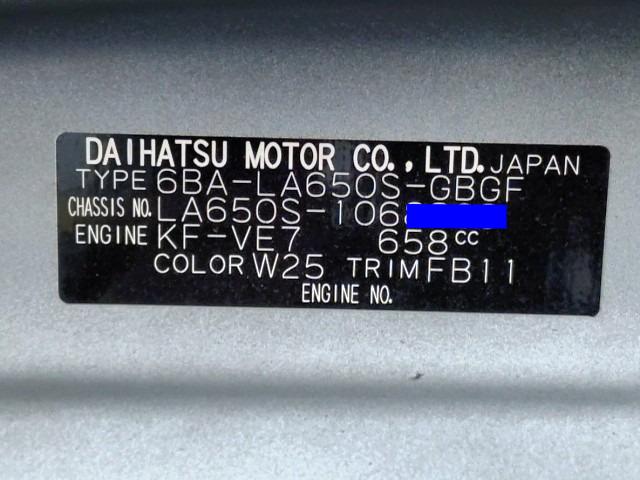 DAIHATSU MOTOR CO., LTD. JAPAN
TYPE 6BA-LA650S-GBGF
CHASSIS NO. LA650S-106
ENGINE KF-VE7 658cc
COLOR W25 TRIM FB11
ENGINE NO.